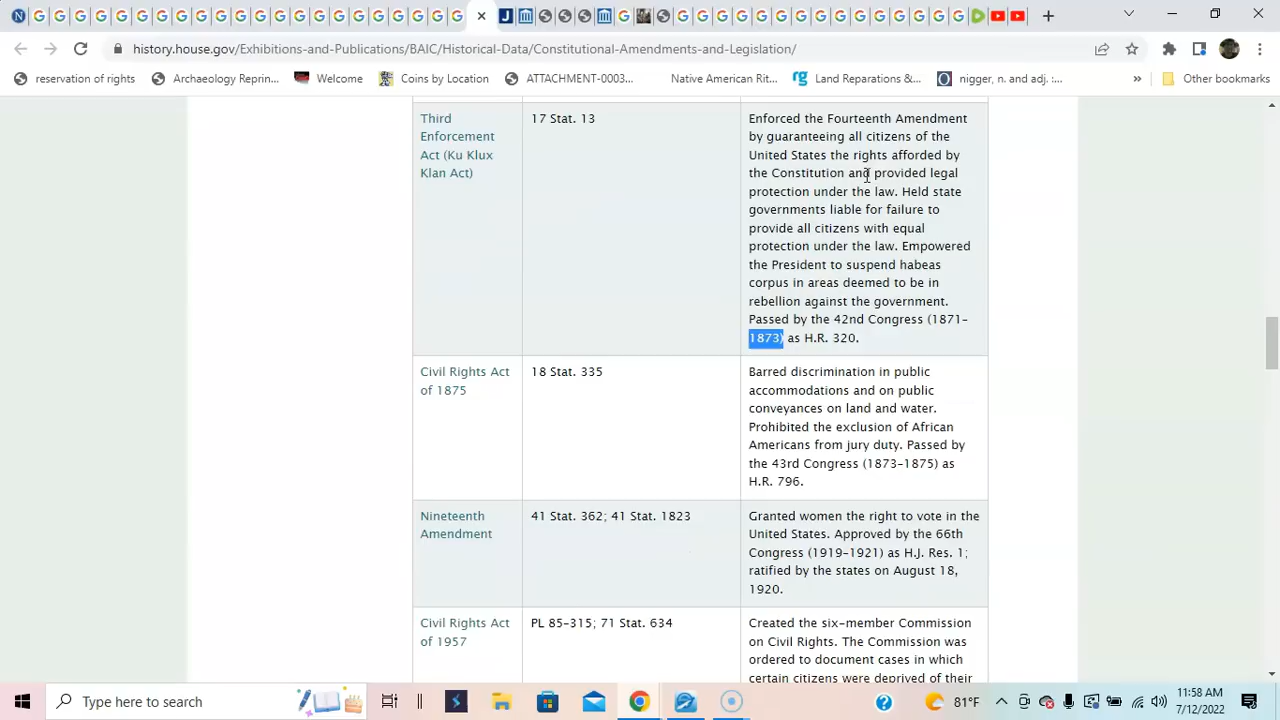 history.house.gov/Exhibitions-and-Publications/BAIC/Historical-Data/Constitutional-Amendments-and-Legislation/
reservation of rights
Archaeology Reprin...
Welcome
Coins by Location
ATTACHMENT-0003...
Native American Rit...
Land Reparations &...
nigger, n. and adj. :...
»
Other bookmarks
Third
Enforcement
Act (Ku Klux
Klan Act)
17 Stat. 13
Enforced the Fourteenth Amendment
by guaranteeing all citizens of the
United States the rights afforded by
the Constitution and provided legal
protection under the law. Held state
governments liable for failure to
provide all citizens with equal
protection under the law. Empowered
the President to suspend habeas
corpus in areas deemed to be in
rebellion against the government.
Passed by the 42nd Congress (1871–
1873) as H.R. 320.
Civil Rights Act
of 1875
18 Stat. 335
Barred discrimination in public
accommodations and on public
conveyances on land and water.
Prohibited the exclusion of African
Americans from jury duty. Passed by
the 43rd Congress (1873–1875) as
H.R. 796.
Nineteenth
Amendment
41 Stat. 362; 41 Stat. 1823
Granted women the right to vote in the
United States. Approved by the 66th
Congress (1919–1921) as H.J. Res. 1;
ratified by the states on August 18,
1920.
Civil Rights Act
of 1957
PL 85–315; 71 Stat. 634
Created the six-member Commission
on Civil Rights. The Commission was
ordered to document cases in which
certain citizens were deprived of their
Type here to search
81°F
11:58 AM
7/12/2022